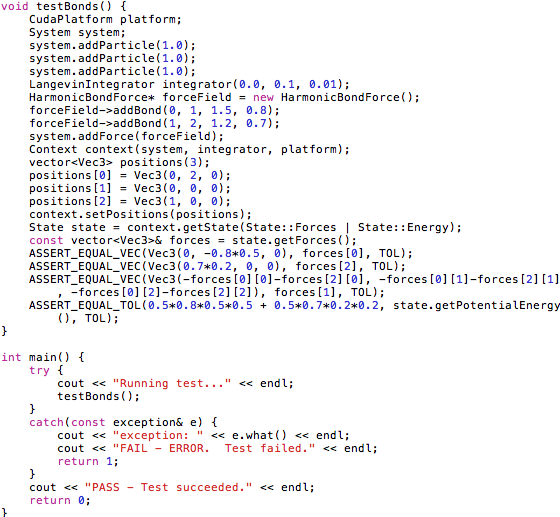 void testBonds() {
    CudaPlatform platform;
    System system;
    system.addParticle(1.0);
    system.addParticle(1.0);
    system.addParticle(1.0);
    LangevinIntegrator integrator(0.0, 0.1, 0.01);
    HarmonicBondForce* forceField = new HarmonicBondForce();
    forceField->addBond(0, 1, 1.5, 0.8);
    forceField->addBond(1, 2, 1.2, 0.7);
    system.addForce(forceField);
    Context context(system, integrator, platform);
    vector<Vec3> positions(3);
    positions[0] = Vec3(0, 2, 0);
    positions[1] = Vec3(0, 0, 0);
    positions[2] = Vec3(1, 0, 0);
    context.setPositions(positions);
    State state = context.getState(State::Forces | State::Energy);
    const vector<Vec3>& forces = state.getForces();
    ASSERT_EQUAL_VEC(Vec3(0, -0.8*0.5, 0), forces[0], TOL);
    ASSERT_EQUAL_VEC(Vec3(0.7*0.2, 0, 0), forces[2], TOL);
    ASSERT_EQUAL_VEC(Vec3(-forces[0][0]-forces[2][0], -forces[0][1]-forces[2][1]
        , -forces[0][2]-forces[2][2]), forces[1], TOL);
    ASSERT_EQUAL_TOL(0.5*0.8*0.5*0.5 + 0.5*0.7*0.2*0.2, state.getPotentialEnergy
        (), TOL);
}

int main() {
    try {
        cout << "Running test..." << endl;
        testBonds();
    }
    catch(const exception& e) {
        cout << "exception: " << e.what() << endl;
        cout << "FAIL - ERROR.  Test failed." << endl;
        return 1;
    }
    cout << "PASS - Test succeeded." << endl;
    return 0;
}